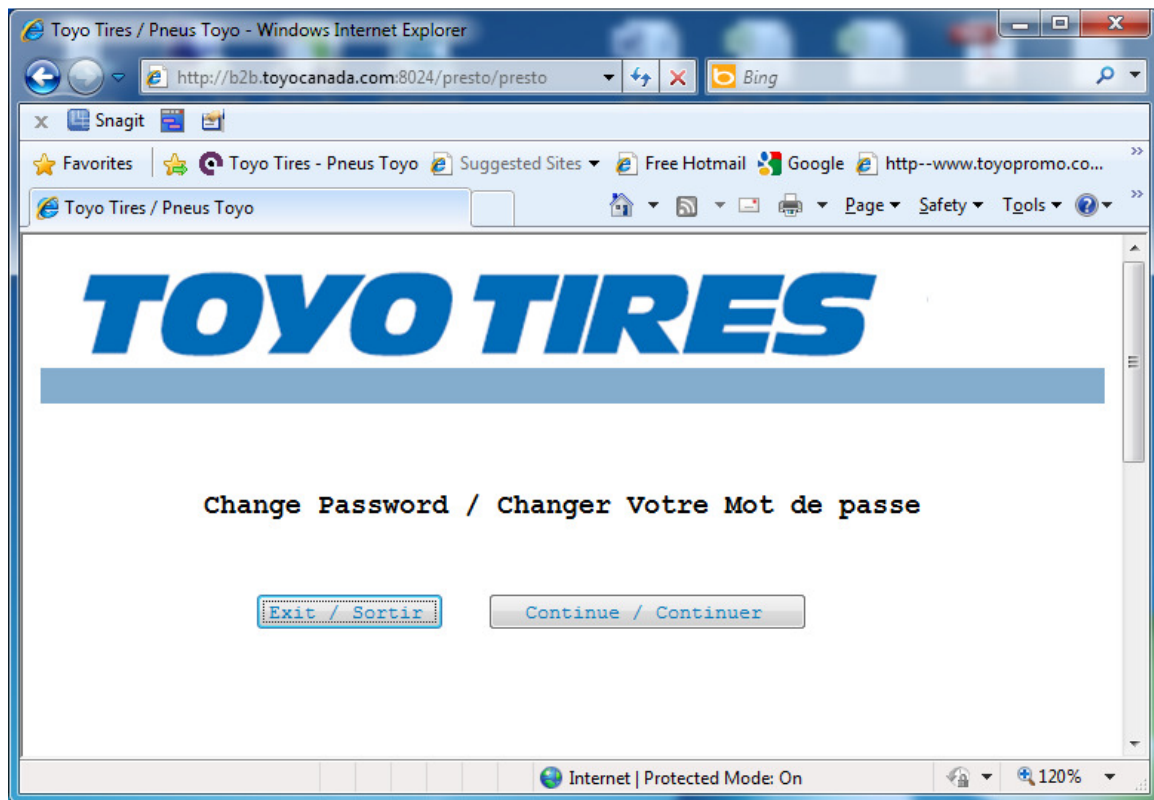 Toyo Tires / Pneus Toyo - Windows Internet Explorer
http://b2b.toyocanada.com:8024/presto/presto
Bing
x Snagit
Favorites Toyo Tires - Pneus Toyo Suggested Sites Free Hotmail Google http--www.toyopromo.co... »
Toyo Tires / Pneus Toyo Page Safety Tools »
TOYO TIRES
Change Password / Changer Votre Mot de passe
Exit / Sortir Continue / Continuer
Internet | Protected Mode: On 120%